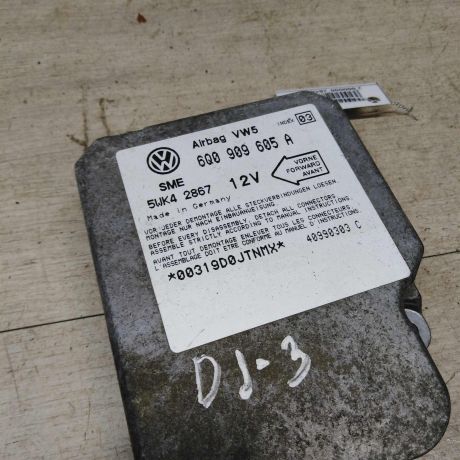 Airbag VW5
INDEX 03
6Q0 909 605 A
SME
5WK4 2867 12V
Made in Germany
VORNE
FORWARD
AVANT
VOR JEDER DEMONTAGE ALLE STECKVERBINDUNGEN LOESEN
MONTAGE NUR NACH EINBAUANWEISUNG.
BEFORE EVERY DISASSEMBLY, DETACH ALL CONNECTORS
ASSEMBLE STRICTLY ACCORDING TO MANUAL INSTRUCTIONS.
AVANT TOUT DEMONTAGE ENLEVER TOUS LES CONNECTEURS
L'ASSEMBLAGE DOIT ETRE CONFORME AU MANUEL D'INSTRUCTIONS.
*00319D0JTNMX*
40990303 C
DJ-3